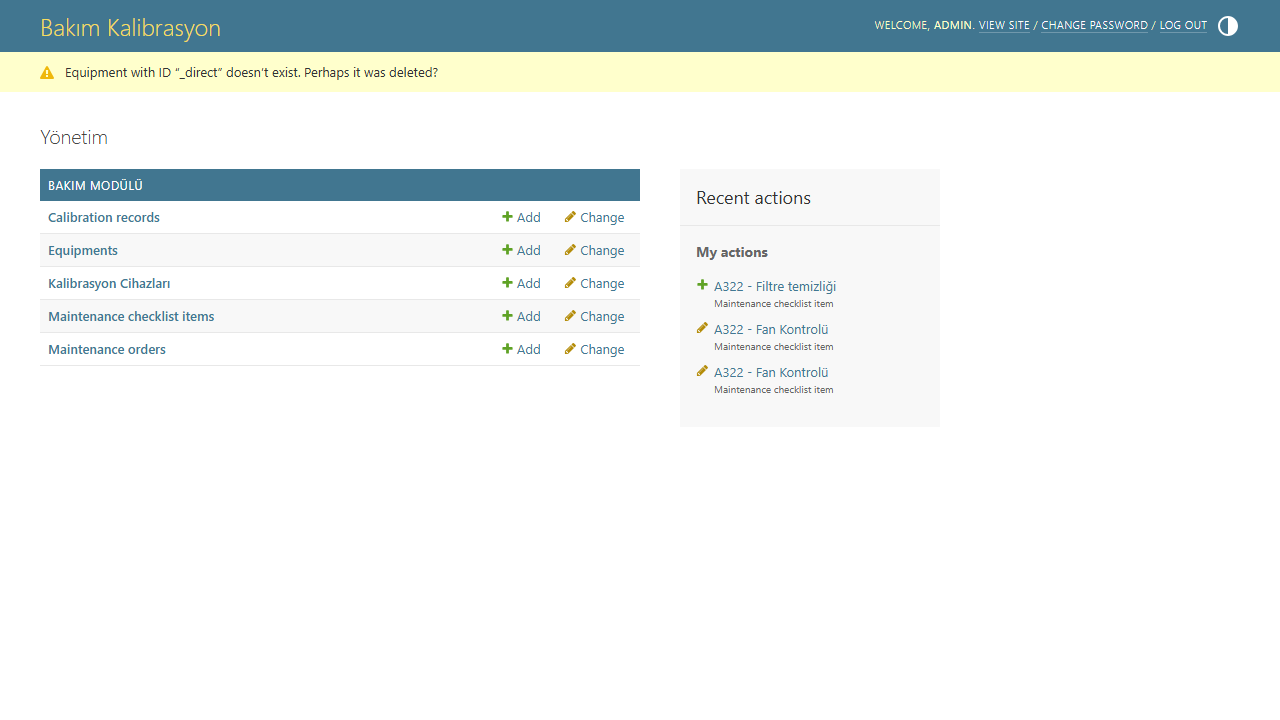 Bakım Kalibrasyon
WELCOME, ADMIN. VIEW SITE / CHANGE PASSWORD / LOG OUT
Equipment with ID “_direct” doesn’t exist. Perhaps it was deleted?
Yönetim
BAKIM MODÜLÜ
Calibration records Add Change
Equipments Add Change
Kalibrasyon Cihazları Add Change
Maintenance checklist items Add Change
Maintenance orders Add Change
Recent actions
My actions
A322 - Filtre temizliği
Maintenance checklist item
A322 - Fan Kontrolü
Maintenance checklist item
A322 - Fan Kontrolü
Maintenance checklist item